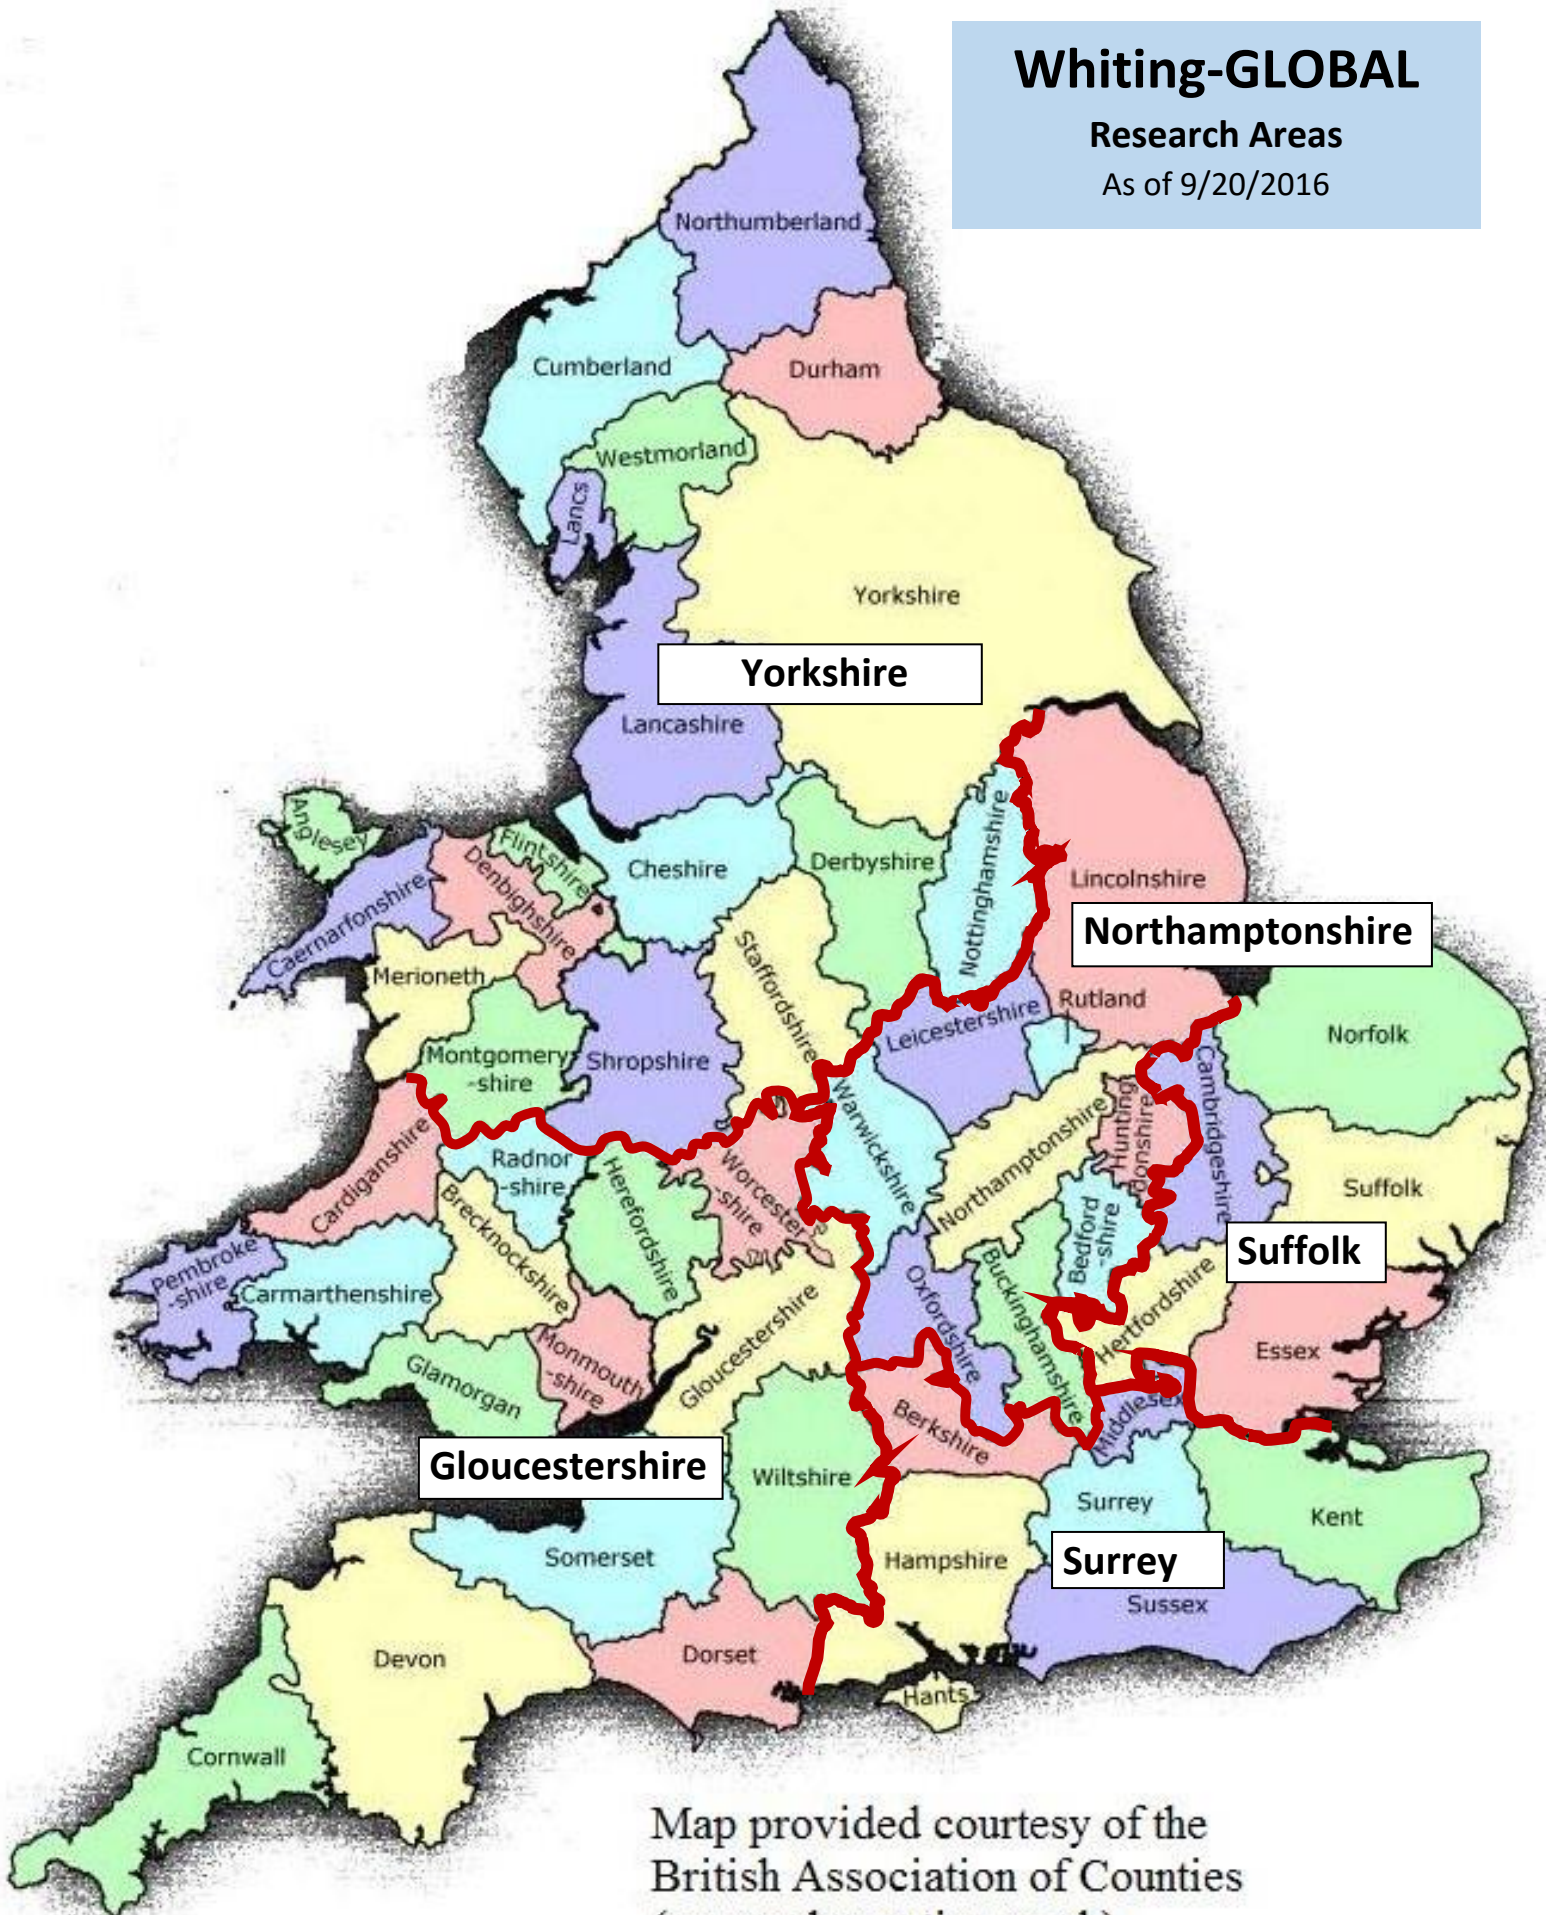 Whiting-GLOBAL
Research Areas
As of 9/20/2016
Northumberland
Cumberland
Durham
Westmorland
Lancs
Yorkshire
Yorkshire
Lancashire
Anglesey
Flintshire
Denbighshire
Caernarfonshire
Cheshire
Derbyshire
Nottinghamshire
Lincolnshire
Northamptonshire
Merioneth
Staffordshire
Rutland
Leicestershire
Norfolk
Montgomery
-shire
Shropshire
Warwickshire
Northamptonshire
Hunting
donshire
Cambridgeshire
Suffolk
Suffolk
Cardiganshire
Radnor
-shire
Brecknockshire
Herefordshire
Worcester
-shire
Pembroke
-shire
Carmarthenshire
Glamorgan
Monmouth
-shire
Gloucestershire
Oxfordshire
Buckinghamshire
Bedford
-shire
Hertfordshire
Essex
Middlesex
Berkshire
Gloucestershire
Wiltshire
Surrey
Kent
Somerset
Hampshire
Surrey
Sussex
Devon
Dorset
Hants
Cornwall
Map provided courtesy of the
British Association of Counties